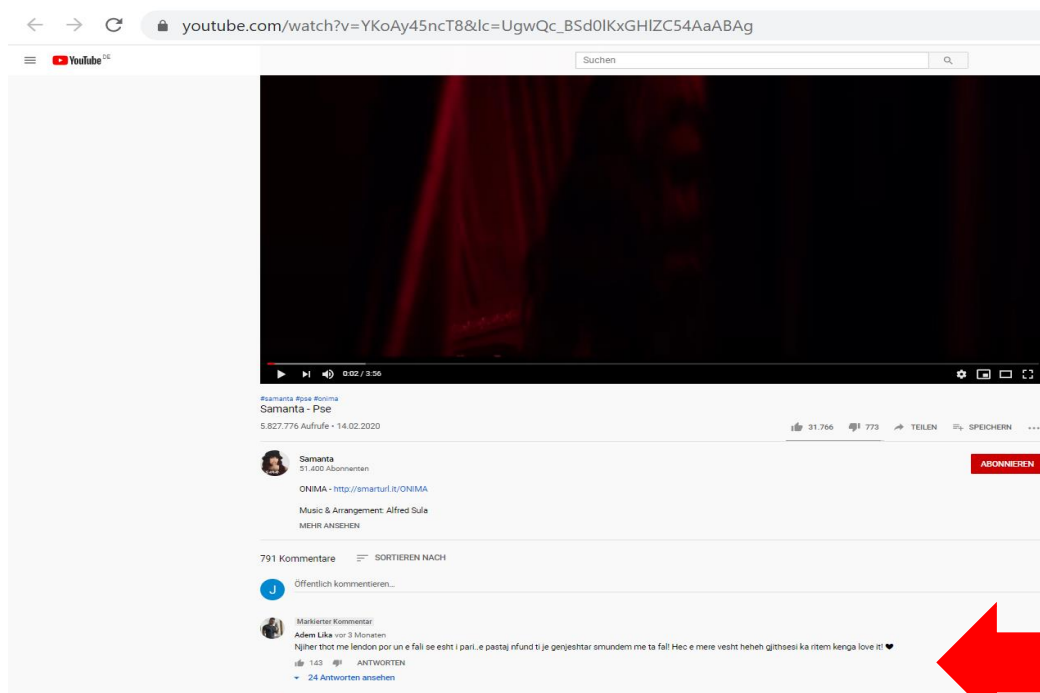 youtube.com/watch?v=YKoAy45ncT8&lc=UgwQc_BSd0lKxGHlZC54AaABAg
YouTube DE
Suchen
0:02 / 3:56
#samanta #pse #onima
Samanta - Pse
5.827.776 Aufrufe • 14.02.2020
31.766 773 TEILEN SPEICHERN
Samanta
51.400 Abonnenten
ABONNIEREN
ONIMA - http://smarturl.it/ONIMA
Music & Arrangement: Alfred Sula
MEHR ANSEHEN
791 Kommentare SORTIEREN NACH
J
Öffentlich kommentieren...
Markierter Kommentar
Adem Lika vor 3 Monaten
Njiher thot me lendon por un e fali se esht i pari..e pastaj nfund ti je genjeshtar smundem me ta fal! Hec e mere vesht heheh gjithsesi ka ritem kenga love it! ❤
143 ANTWORTEN
24 Antworten ansehen